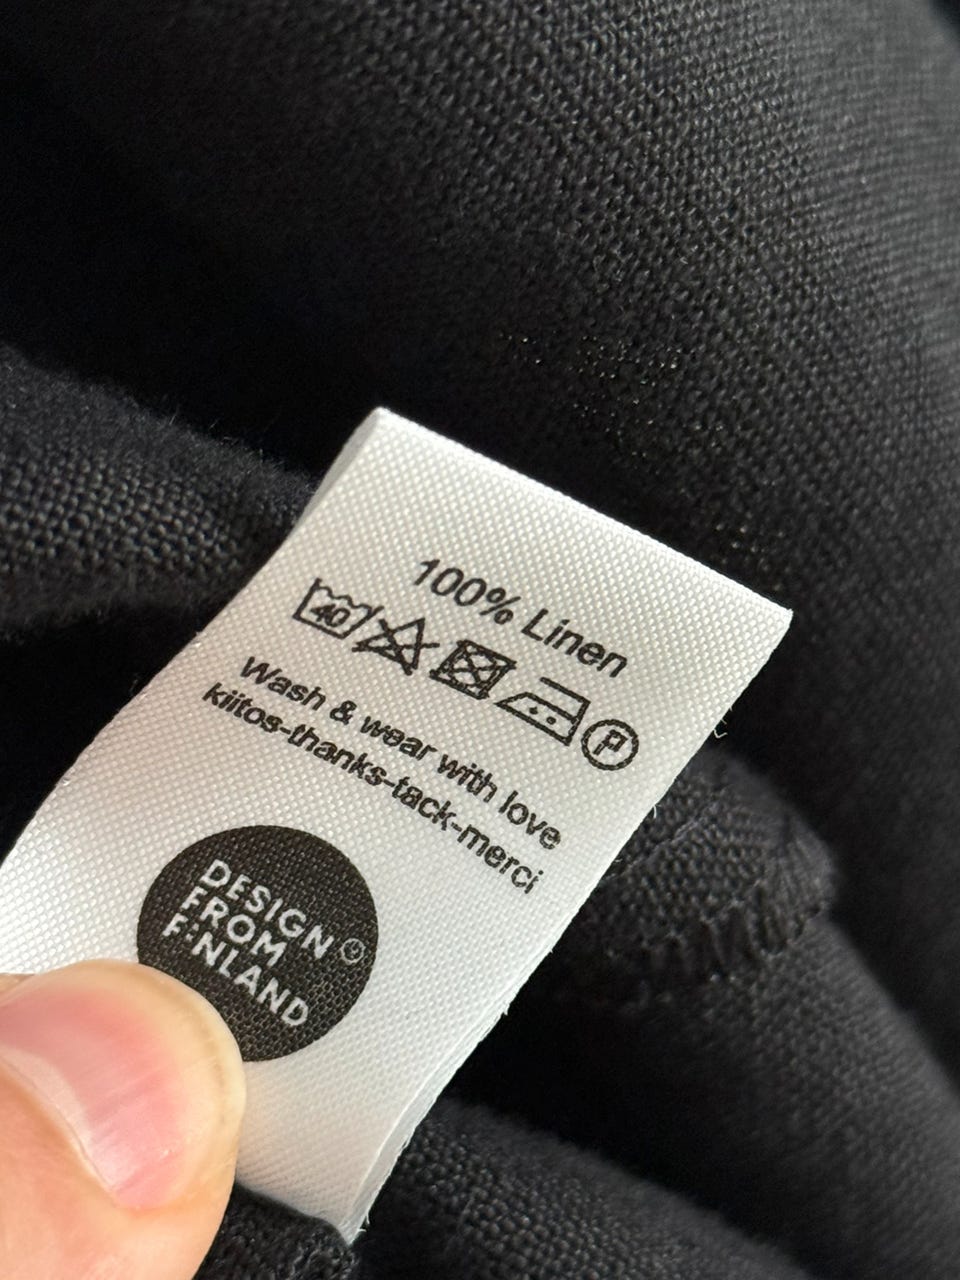 100% Linen
40 P
Wash & wear with love
kiitos-thanks-tack-merci
DESIGN
FROM
FINLAND